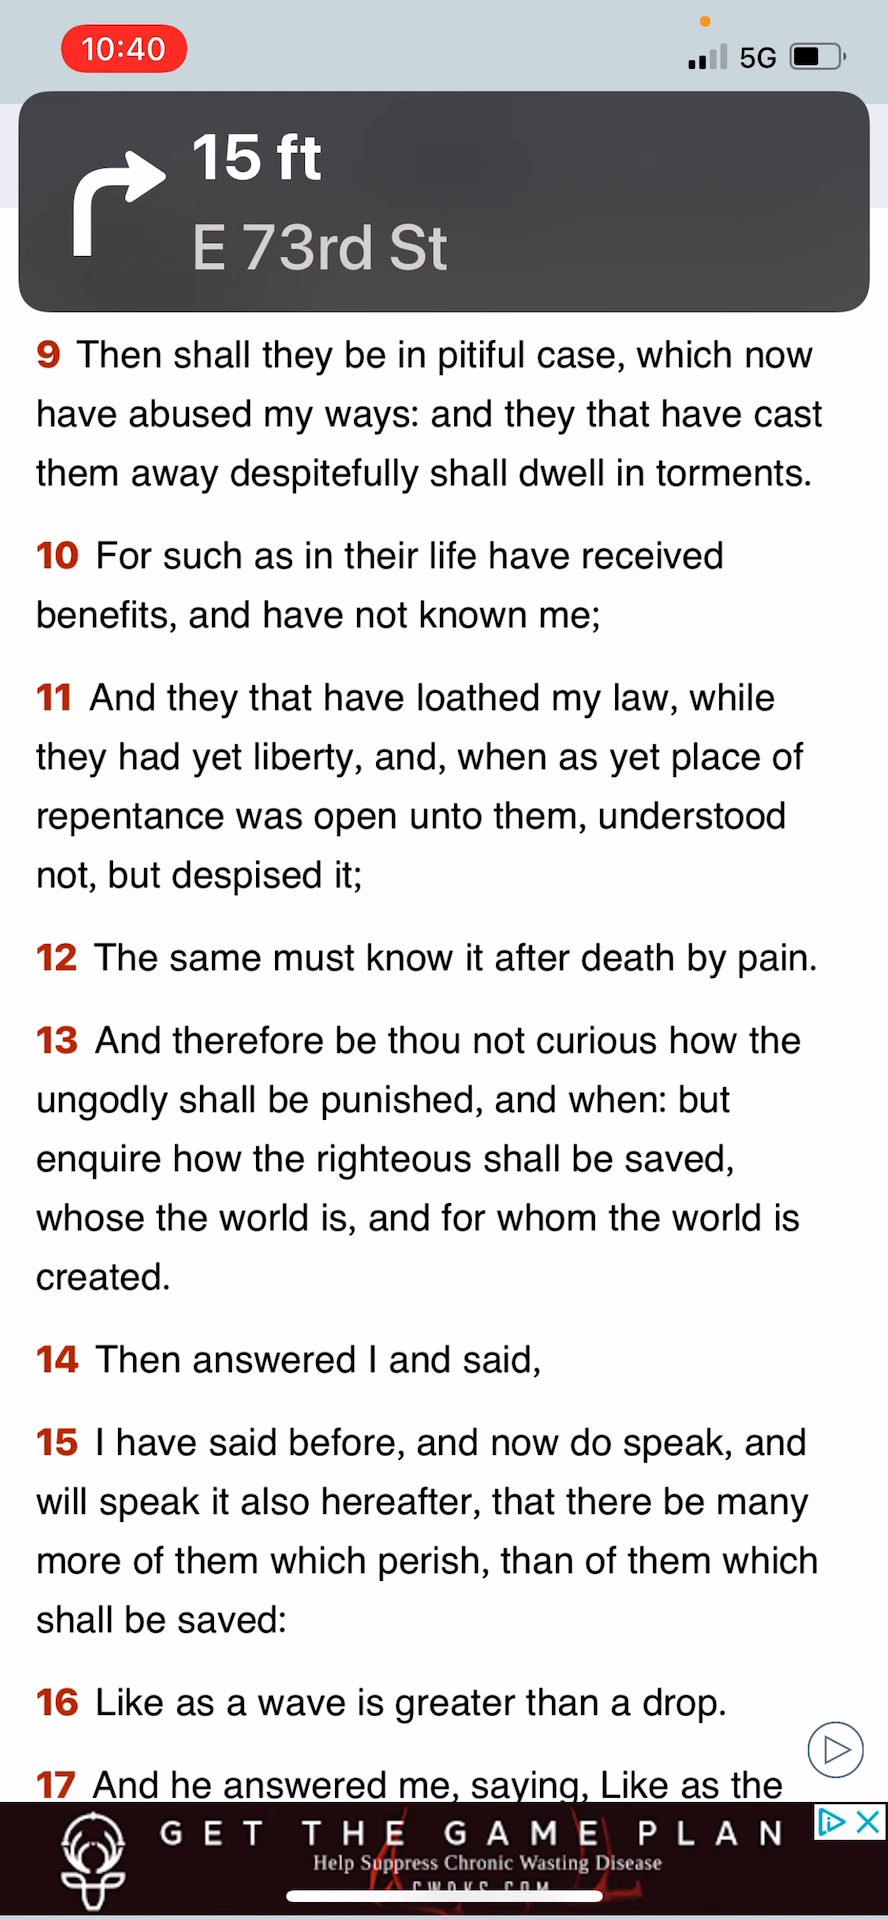 10:40
5G
15 ft
E 73rd St
9 Then shall they be in pitiful case, which now
have abused my ways: and they that have cast
them away despitefully shall dwell in torments.
10 For such as in their life have received
benefits, and have not known me;
11 And they that have loathed my law, while
they had yet liberty, and, when as yet place of
repentance was open unto them, understood
not, but despised it;
12 The same must know it after death by pain.
13 And therefore be thou not curious how the
ungodly shall be punished, and when: but
enquire how the righteous shall be saved,
whose the world is, and for whom the world is
created.
14 Then answered I and said,
15 I have said before, and now do speak, and
will speak it also hereafter, that there be many
more of them which perish, than of them which
shall be saved:
16 Like as a wave is greater than a drop.
17 And he answered me, saying, Like as the
GET THE GAME PLAN
Help Suppress Chronic Wasting Disease